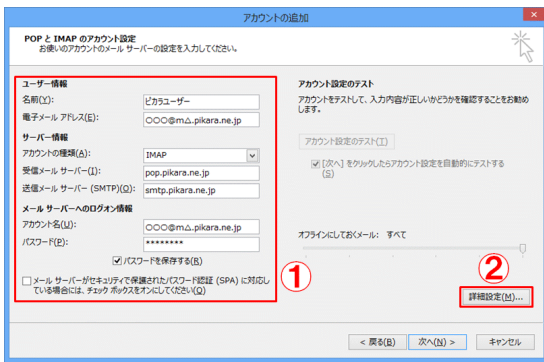 アカウントの追加
POP と IMAP のアカウント設定
お使いのアカウントのメール サーバーの設定を入力してください。
ユーザー情報
名前(Y):
ピカラユーザー
電子メール アドレス(E):
○○○@m△.pikara.ne.jp
サーバー情報
アカウントの種類(A):
IMAP
受信メール サーバー(I):
pop.pikara.ne.jp
送信メール サーバー (SMTP)(O):
smtp.pikara.ne.jp
メール サーバーへのログオン情報
アカウント名(U):
○○○@m△.pikara.ne.jp
パスワード(P):
********
パスワードを保存する(R)
メール サーバーがセキュリティで保護されたパスワード認証 (SPA) に対応し
ている場合には、チェック ボックスをオンにしてください(Q)
①
アカウント設定のテスト
アカウントをテストして、入力内容が正しいかどうかを確認することをお勧め
します。
アカウント設定のテスト(T)
[次へ] をクリックしたらアカウント設定を自動的にテストする
(S)
オフラインにしておくメール: すべて
②
詳細設定(M)...
< 戻る(B)
次へ(N) >
キャンセル